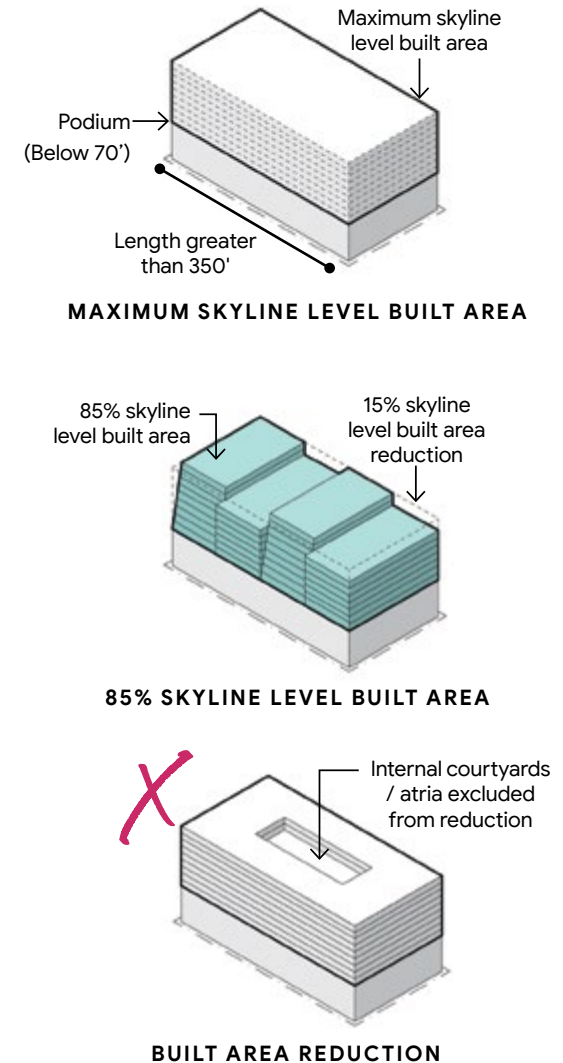 Maximum skyline
level built area
Podium
(Below 70’)
Length greater
than 350'
MAXIMUM SKYLINE LEVEL BUILT AREA
85% skyline
level built area
15% skyline
level built area
reduction
85% SKYLINE LEVEL BUILT AREA
Internal courtyards
/ atria excluded
from reduction
BUILT AREA REDUCTION